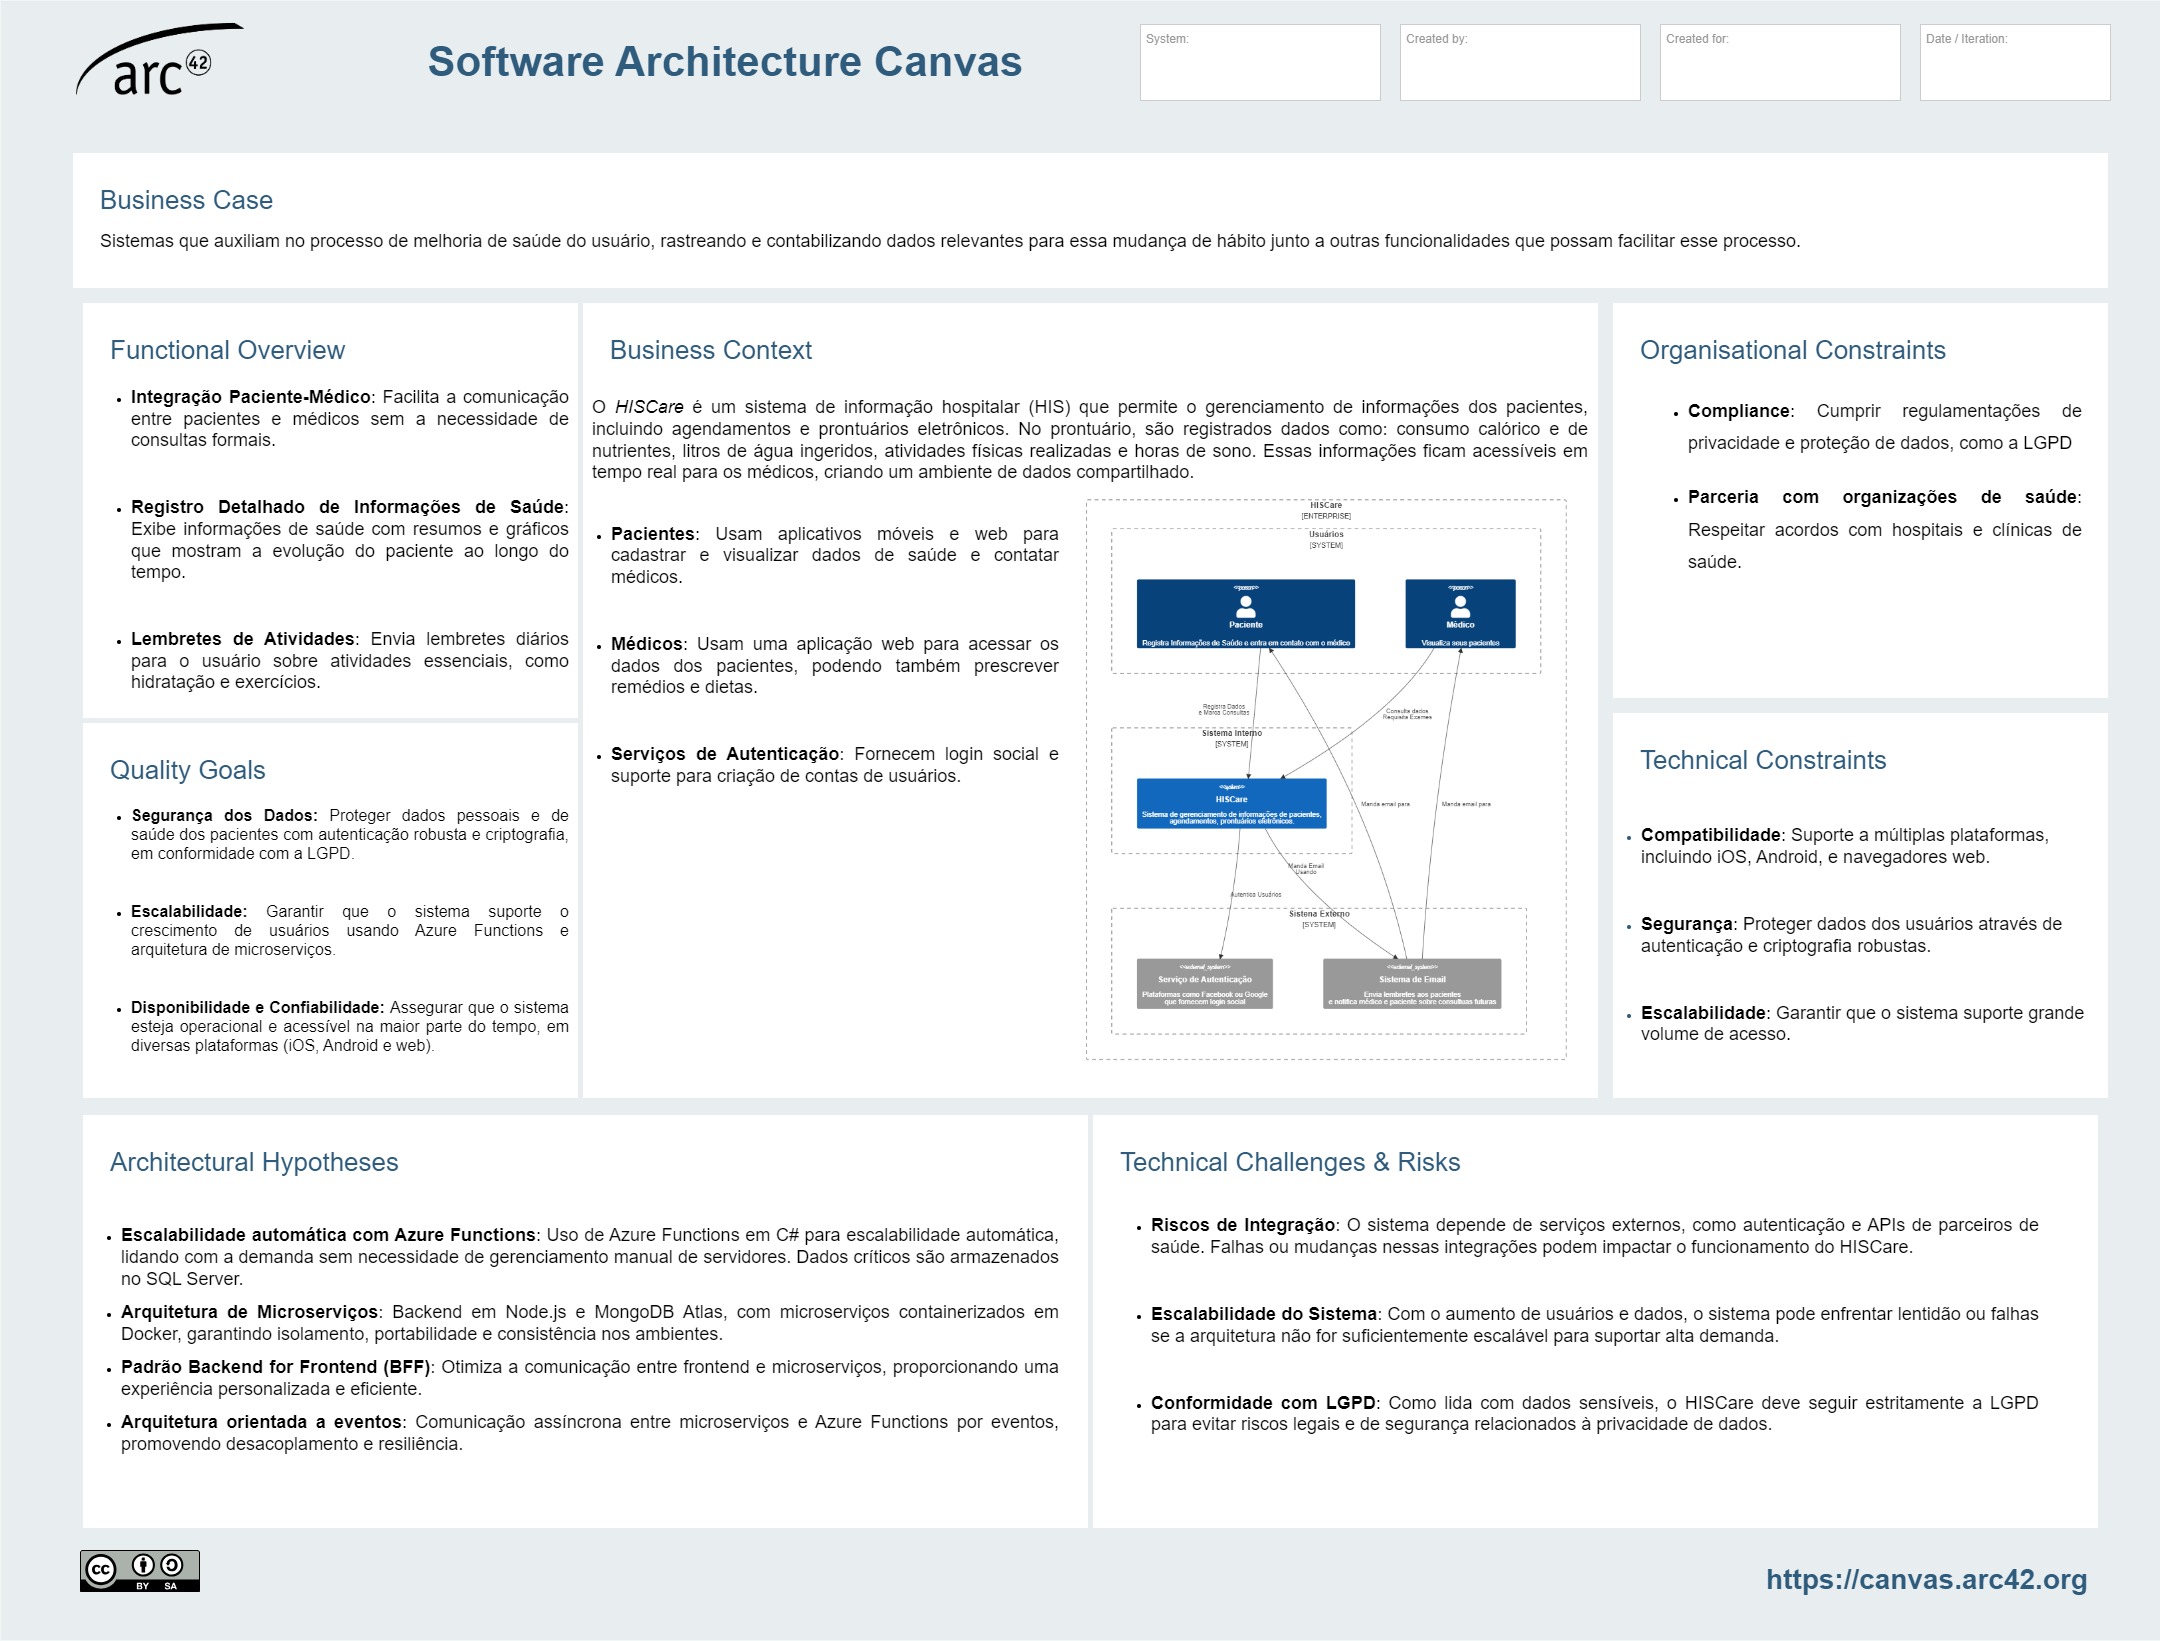 arc 42
Software Architecture Canvas
System:
Created by:
Created for:
Date / Iteration:
Business Case
Sistemas que auxiliam no processo de melhoria de saúde do usuário, rastreando e contabilizando dados relevantes para essa mudança de hábito junto a outras funcionalidades que possam facilitar esse processo.
Functional Overview
• Integração Paciente-Médico: Facilita a comunicação
entre pacientes e médicos sem a necessidade de
consultas formais.
• Registro Detalhado de Informações de Saúde:
Exibe informações de saúde com resumos e gráficos
que mostram a evolução do paciente ao longo do
tempo.
• Lembretes de Atividades: Envia lembretes diários
para o usuário sobre atividades essenciais, como
hidratação e exercícios.
Quality Goals
• Segurança dos Dados: Proteger dados pessoais e de
saúde dos pacientes com autenticação robusta e criptografia,
em conformidade com a LGPD.
• Escalabilidade: Garantir que o sistema suporte o
crescimento de usuários usando Azure Functions e
arquitetura de microserviços.
• Disponibilidade e Confiabilidade: Assegurar que o sistema
esteja operacional e acessível na maior parte do tempo, em
diversas plataformas (iOS, Android e web).
Business Context
O HISCare é um sistema de informação hospitalar (HIS) que permite o gerenciamento de informações dos pacientes,
incluindo agendamentos e prontuários eletrônicos. No prontuário, são registrados dados como: consumo calórico e de
nutrientes, litros de água ingeridos, atividades físicas realizadas e horas de sono. Essas informações ficam acessíveis em
tempo real para os médicos, criando um ambiente de dados compartilhado.
• Pacientes: Usam aplicativos móveis e web para
cadastrar e visualizar dados de saúde e contatar
médicos.
• Médicos: Usam uma aplicação web para acessar os
dados dos pacientes, podendo também prescrever
remédios e dietas.
• Serviços de Autenticação: Fornecem login social e
suporte para criação de contas de usuários.
HISCare
[ENTERPRISE]
Usuários
[SYSTEM]
<<person>>
Paciente
Registra Informações de Saúde e entra em contato com o médico
<<person>>
Médico
Visualiza seus pacientes
Registra Dados
e Marca Consultas
Consulta dados
Requisita Exames
Sistema Interno
[SYSTEM]
<<system>>
HISCare
Sistema de gerenciamento de informações de pacientes,
agendamentos, prontuários eletrônicos.
Manda email para
Manda email para
Manda Email
Usando
Autentica Usuários
Sistena Externo
[SYSTEM]
<<external_system>>
Serviço de Autenticação
Plataformas como Facebook ou Google
que fornecem login social
<<external_system>>
Sistema de Email
Envia lembretes aos pacientes
e notifica médico e paciente sobre consultuas futuras
Organisational Constraints
• Compliance: Cumprir regulamentações de
privacidade e proteção de dados, como a LGPD
• Parceria com organizações de saúde:
Respeitar acordos com hospitais e clínicas de
saúde.
Technical Constraints
• Compatibilidade: Suporte a múltiplas plataformas,
incluindo iOS, Android, e navegadores web.
• Segurança: Proteger dados dos usuários através de
autenticação e criptografia robustas.
• Escalabilidade: Garantir que o sistema suporte grande
volume de acesso.
Architectural Hypotheses
• Escalabilidade automática com Azure Functions: Uso de Azure Functions em C# para escalabilidade automática,
lidando com a demanda sem necessidade de gerenciamento manual de servidores. Dados críticos são armazenados
no SQL Server.
• Arquitetura de Microserviços: Backend em Node.js e MongoDB Atlas, com microserviços containerizados em
Docker, garantindo isolamento, portabilidade e consistência nos ambientes.
• Padrão Backend for Frontend (BFF): Otimiza a comunicação entre frontend e microserviços, proporcionando uma
experiência personalizada e eficiente.
• Arquitetura orientada a eventos: Comunicação assíncrona entre microserviços e Azure Functions por eventos,
promovendo desacoplamento e resiliência.
Technical Challenges & Risks
• Riscos de Integração: O sistema depende de serviços externos, como autenticação e APIs de parceiros de
saúde. Falhas ou mudanças nessas integrações podem impactar o funcionamento do HISCare.
• Escalabilidade do Sistema: Com o aumento de usuários e dados, o sistema pode enfrentar lentidão ou falhas
se a arquitetura não for suficientemente escalável para suportar alta demanda.
• Conformidade com LGPD: Como lida com dados sensíveis, o HISCare deve seguir estritamente a LGPD
para evitar riscos legais e de segurança relacionados à privacidade de dados.
cc BY SA
https://canvas.arc42.org